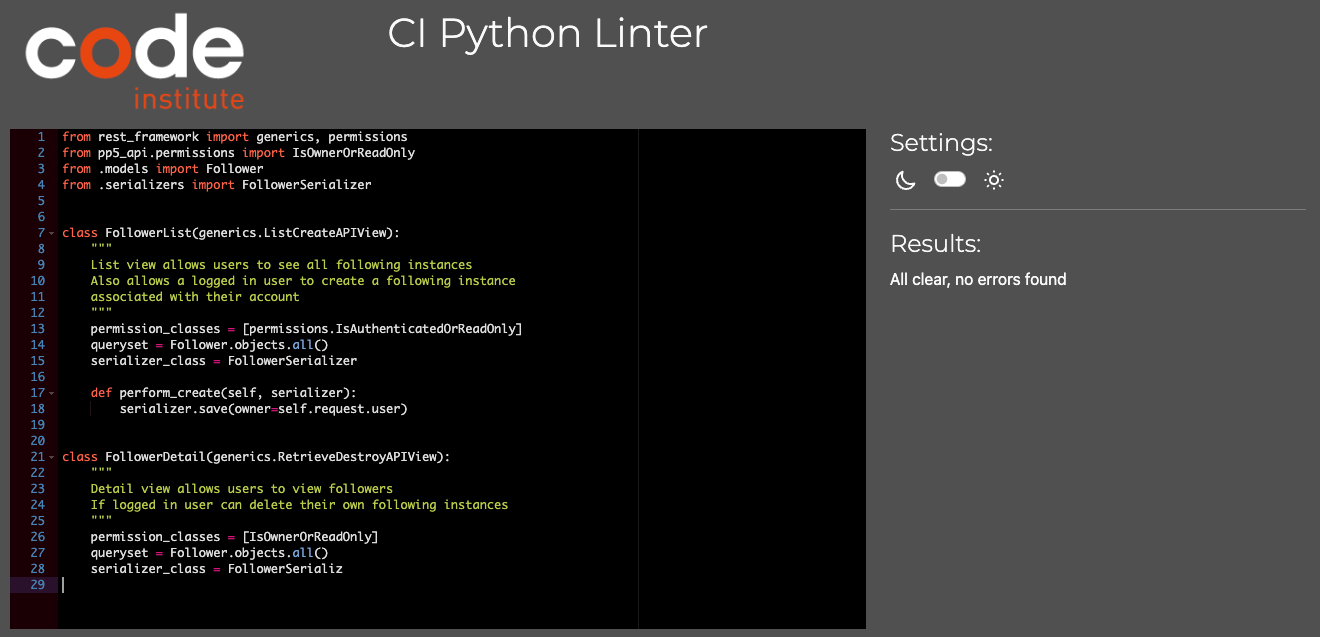 code
institute
CI Python Linter
1 from rest_framework import generics, permissions
2 from pp5_api.permissions import IsOwnerOrReadOnly
3 from .models import Follower
4 from .serializers import FollowerSerializer
5
6
7 class FollowerList(generics.ListCreateAPIView):
8     """
9     List view allows users to see all following instances
10     Also allows a logged in user to create a following instance
11     associated with their account
12     """
13     permission_classes = [permissions.IsAuthenticatedOrReadOnly]
14     queryset = Follower.objects.all()
15     serializer_class = FollowerSerializer
16
17     def perform_create(self, serializer):
18         serializer.save(owner=self.request.user)
19
20
21 class FollowerDetail(generics.RetrieveDestroyAPIView):
22     """
23     Detail view allows users to view followers
24     If logged in user can delete their own following instances
25     """
26     permission_classes = [IsOwnerOrReadOnly]
27     queryset = Follower.objects.all()
28     serializer_class = FollowerSerializ
29
Settings:
Results:
All clear, no errors found